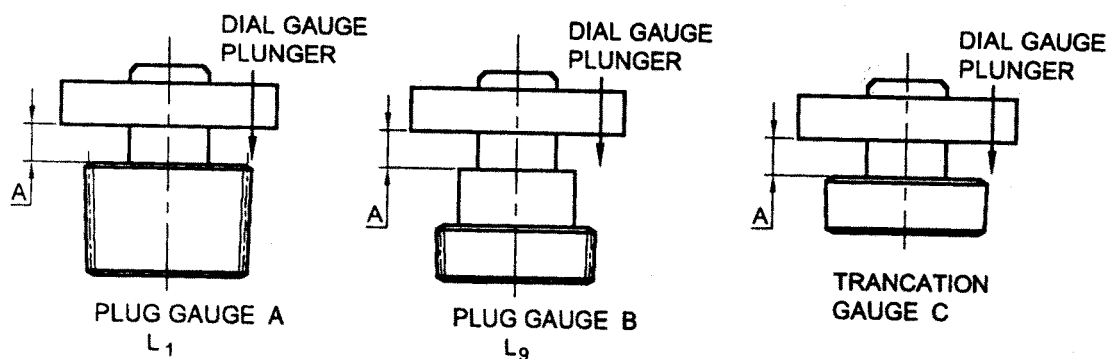 DIAL GAUGE
PLUNGER
A
PLUG GAUGE A
L1
DIAL GAUGE
PLUNGER
A
PLUG GAUGE B
L9
DIAL GAUGE
PLUNGER
A
TRANCATION
GAUGE C